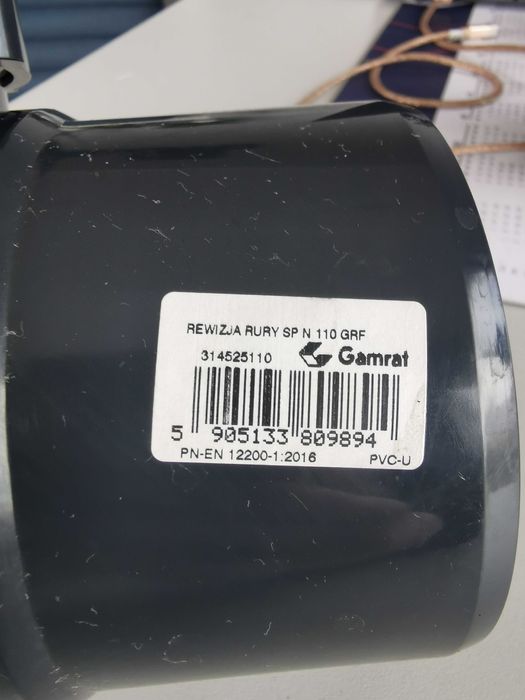 REWIZJA RURY SP N 110 GRF
314525110 Gamrat
5 905133 809894
PN-EN 12200-1:2016 PVC-U